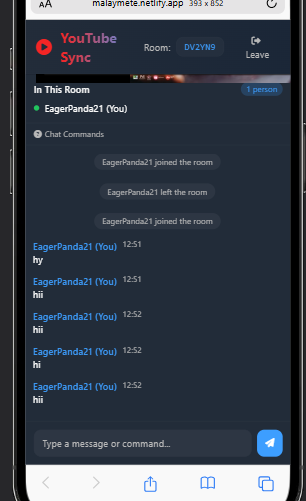 AA
malaymete.netlify.app
393 x 852
YouTube
Sync
Room:
DV2YN9
Leave
In This Room
1 person
EagerPanda21 (You)
Chat Commands
EagerPanda21 joined the room
EagerPanda21 left the room
EagerPanda21 joined the room
EagerPanda21 (You) 12:51
hy
EagerPanda21 (You) 12:51
hii
EagerPanda21 (You) 12:52
hii
EagerPanda21 (You) 12:52
hi
EagerPanda21 (You) 12:52
hii
Type a message or command...